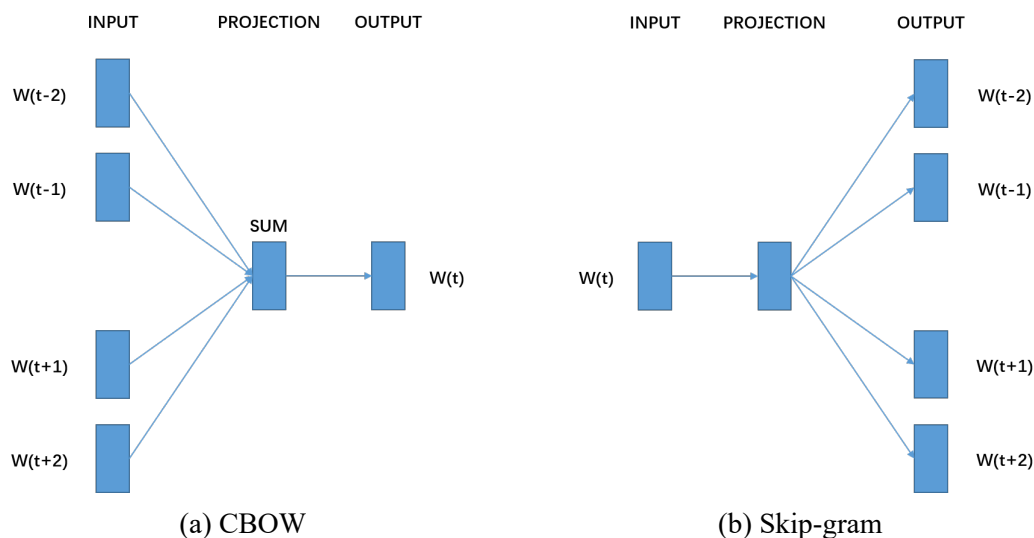 INPUT PROJECTION OUTPUT
W(t-2)
W(t-1)
SUM
W(t)
W(t+1)
W(t+2)
(a) CBOW
INPUT PROJECTION OUTPUT
W(t-2)
W(t-1)
W(t)
W(t+1)
W(t+2)
(b) Skip-gram